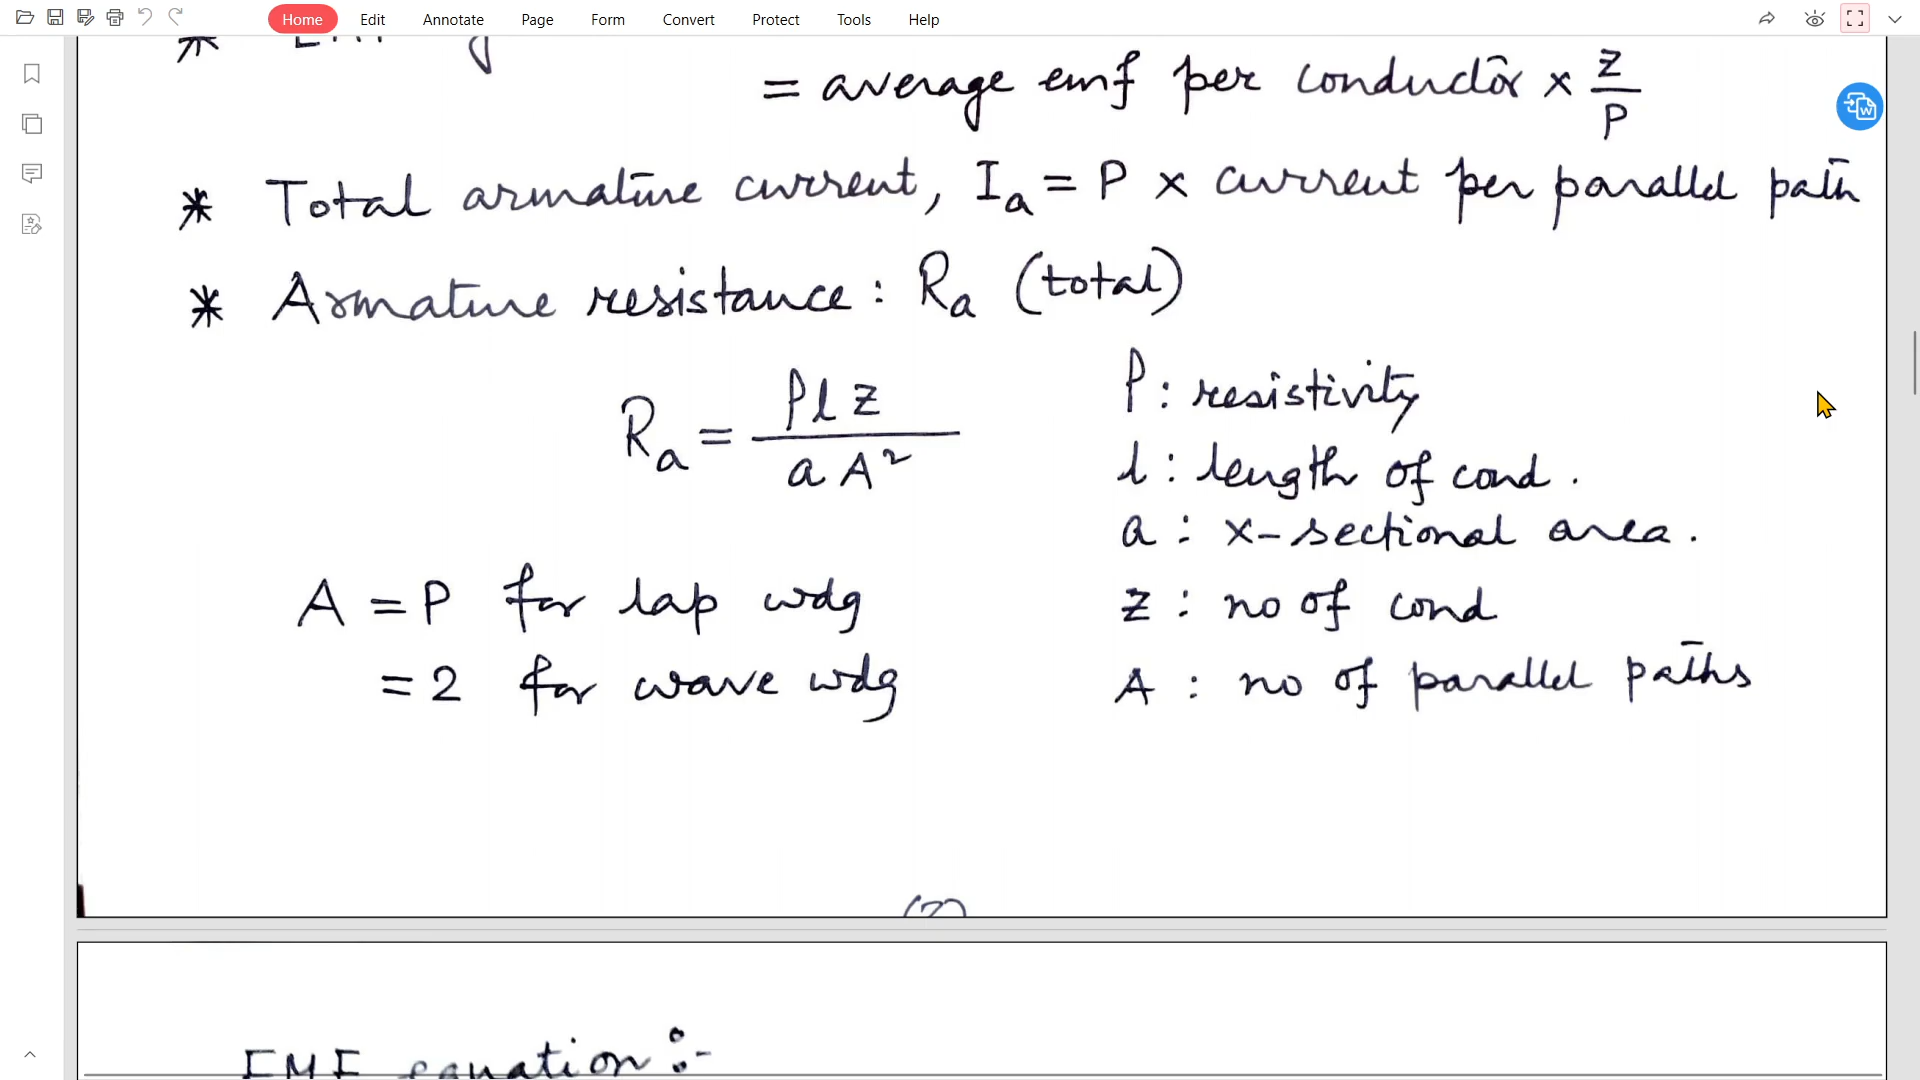 Home Edit Annotate Page Form Convert Protect Tools Help
= average emf per conductor × Z/P
* Total armature current, Ia = P × current per parallel path
* Armature resistance : Ra (total)
Ra = ρlZ / aA²
ρ : resistivity
l : length of cond .
a : x-sectional area .
Z : no of cond
A : no of parallel paths
A = P for lap wdg
= 2 for wave wdg
EMF equation :-